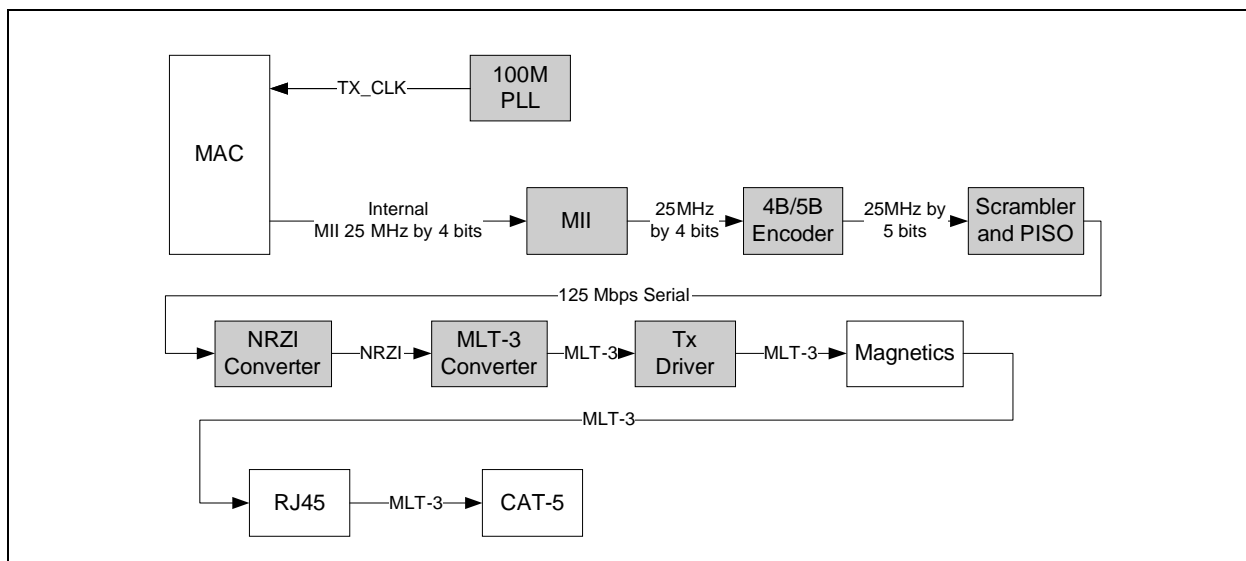 100M
PLL
TX_CLK
MAC
Internal
MII 25 MHz by 4 bits
MII
25MHz
by 4 bits
4B/5B
Encoder
25MHz by
5 bits
Scrambler
and PISO
125 Mbps Serial
NRZI
Converter
NRZI
MLT-3
Converter
MLT-3
Tx
Driver
MLT-3
Magnetics
MLT-3
RJ45
MLT-3
CAT-5